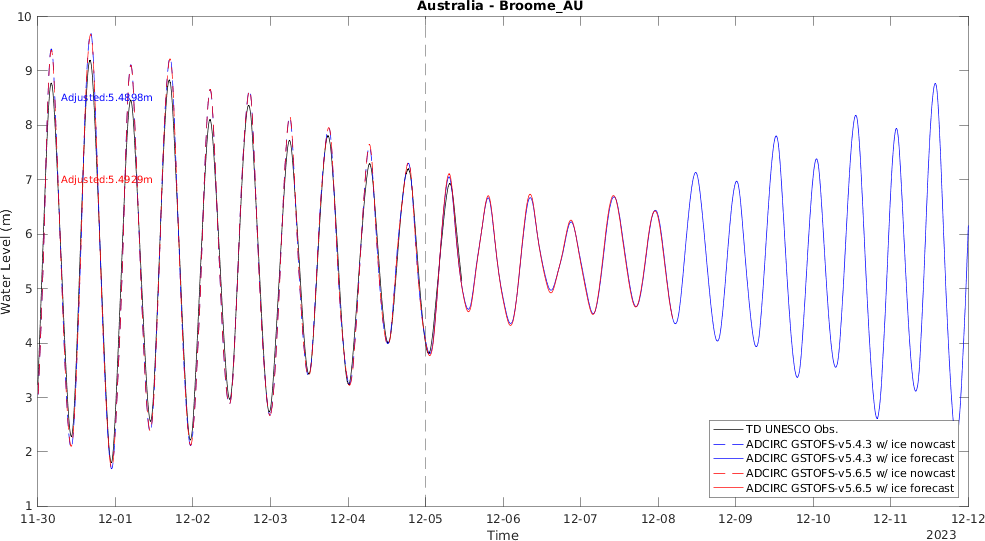 Australia - Broome_AU
10
9
8
7
6
5
4
3
2
1
Water Level (m)
Adjusted:5.4898m
Adjusted:5.4929m
TD UNESCO Obs.
ADCIRC GSTOFS-v5.4.3 w/ ice nowcast
ADCIRC GSTOFS-v5.4.3 w/ ice forecast
ADCIRC GSTOFS-v5.6.5 w/ ice nowcast
ADCIRC GSTOFS-v5.6.5 w/ ice forecast
11-30 12-01 12-02 12-03 12-04 12-05 12-06 12-07 12-08 12-09 12-10 12-11 12-12
Time
2023